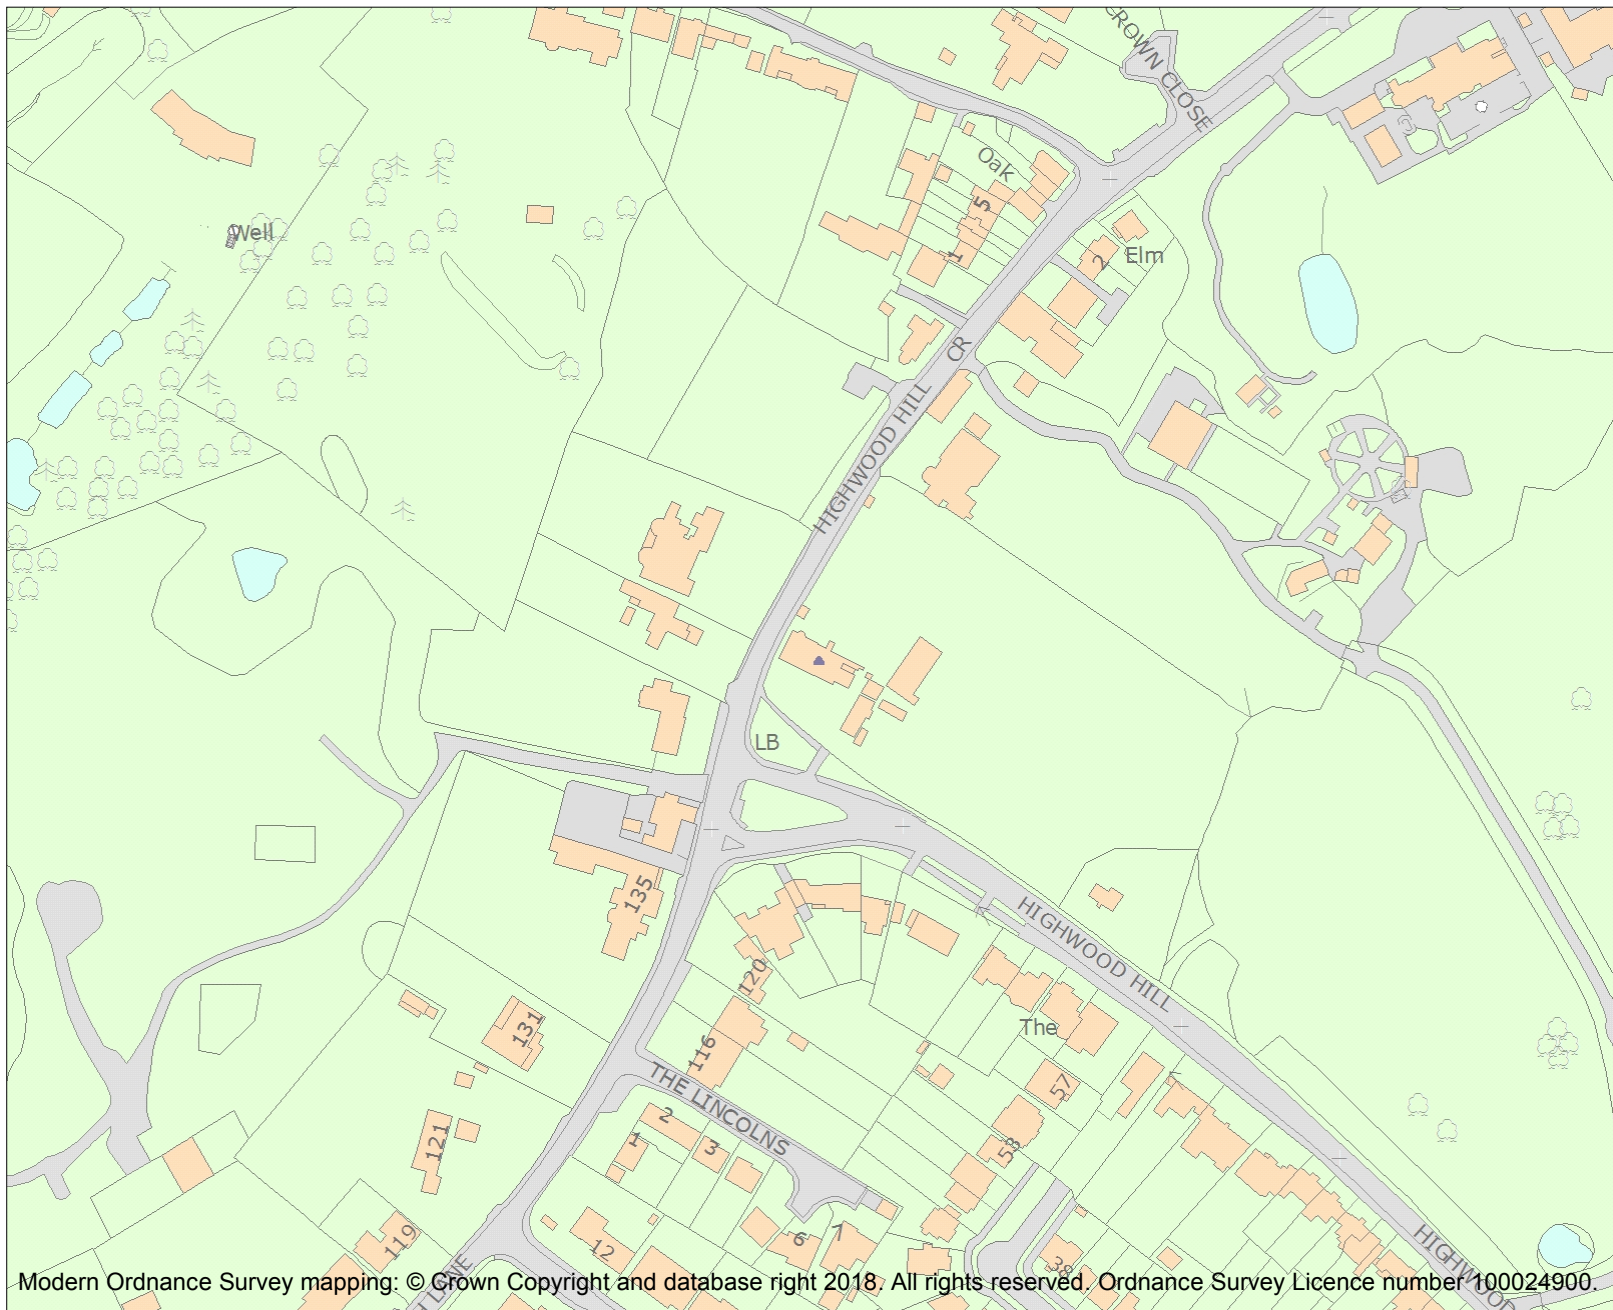 CROWN CLOSE
Oak
5
Well
1
2
Elm
CR
HIGHWOOD HILL
LB
135
HIGHWOOD HILL
120
The
131
116
57
THE LINCOLNS
2
1
3
121
58
119
12
6
7
38
HIGHWOOD
LANE
Modern Ordnance Survey mapping: © Crown Copyright and database right 2018. All rights reserved. Ordnance Survey Licence number 100024900.